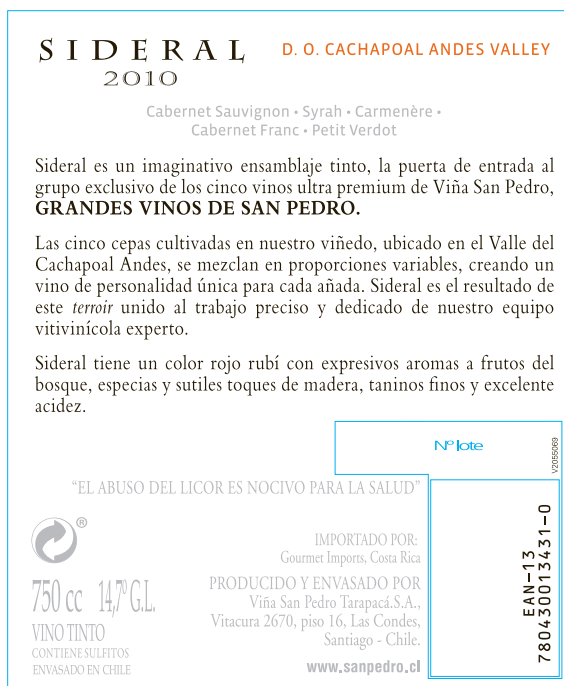 SIDERAL
2010
D. O. CACHAPOAL ANDES VALLEY
Cabernet Sauvignon • Syrah • Carmenère •
Cabernet Franc • Petit Verdot
Sideral es un imaginativo ensamblaje tinto, la puerta de entrada al
grupo exclusivo de los cinco vinos ultra premium de Viña San Pedro,
GRANDES VINOS DE SAN PEDRO.
Las cinco cepas cultivadas en nuestro viñedo, ubicado en el Valle del
Cachapoal Andes, se mezclan en proporciones variables, creando un
vino de personalidad única para cada añada. Sideral es el resultado de
este terroir unido al trabajo preciso y dedicado de nuestro equipo
vitivinícola experto.
Sideral tiene un color rojo rubí con expresivos aromas a frutos del
bosque, especias y sutiles toques de madera, taninos finos y excelente
acidez.
Nº lote
V2055069
“EL ABUSO DEL LICOR ES NOCIVO PARA LA SALUD”
®
750 cc 14,7º G.L.
VINO TINTO
CONTIENE SULFITOS
ENVASADO EN CHILE
IMPORTADO POR:
Gourmet Imports, Costa Rica
PRODUCIDO Y ENVASADO POR
Viña San Pedro Tarapacá.S.A.,
Vitacura 2670, piso 16, Las Condes,
Santiago - Chile.
www.sanpedro.cl
EAN-13
780430013431-0